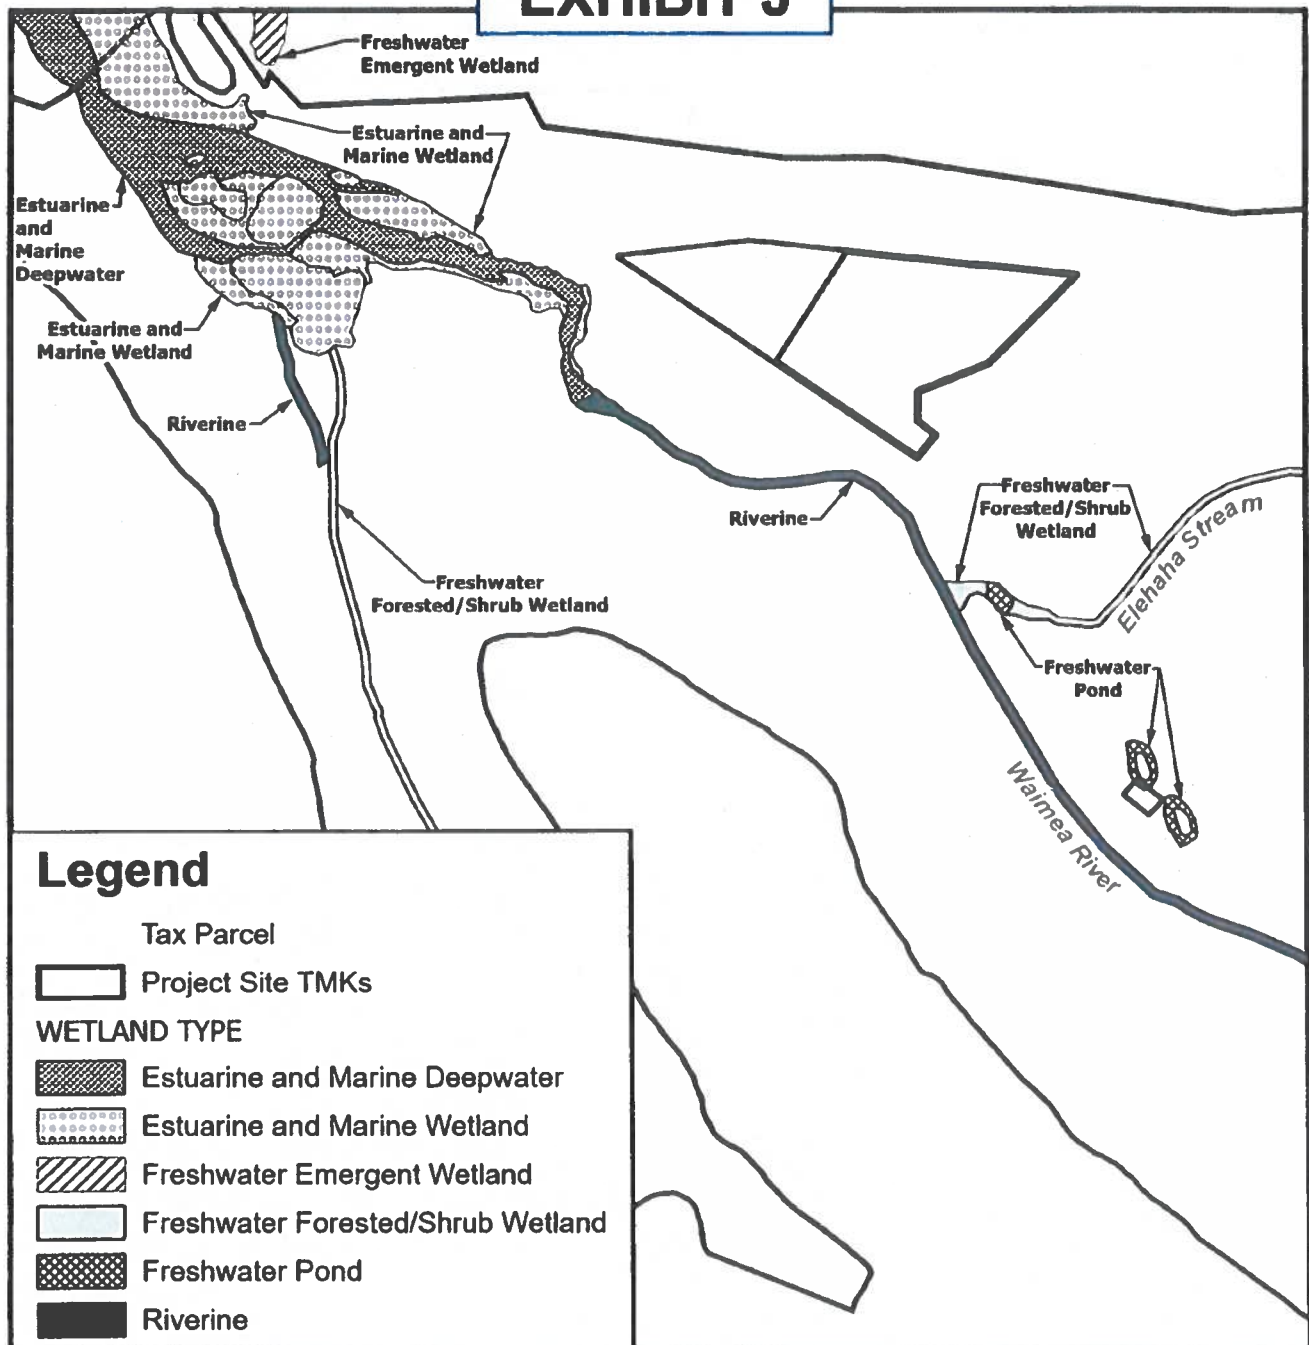 EXHIBIT
Freshwater
Emergent Wetland
Estuarine and
Marine Wetland
Estuarine
and
Marine
Deepwater
Estuarine and
Marine Wetland
Riverine
Riverine
Freshwater
Forested/Shrub
Wetland
Elehaha Stream
Freshwater
Forested/Shrub Wetland
Freshwater
Pond
Waimea River
Legend
Tax Parcel
Project Site TMKs
WETLAND TYPE
Estuarine and Marine Deepwater
Estuarine and Marine Wetland
Freshwater Emergent Wetland
Freshwater Forested/Shrub Wetland
Freshwater Pond
Riverine